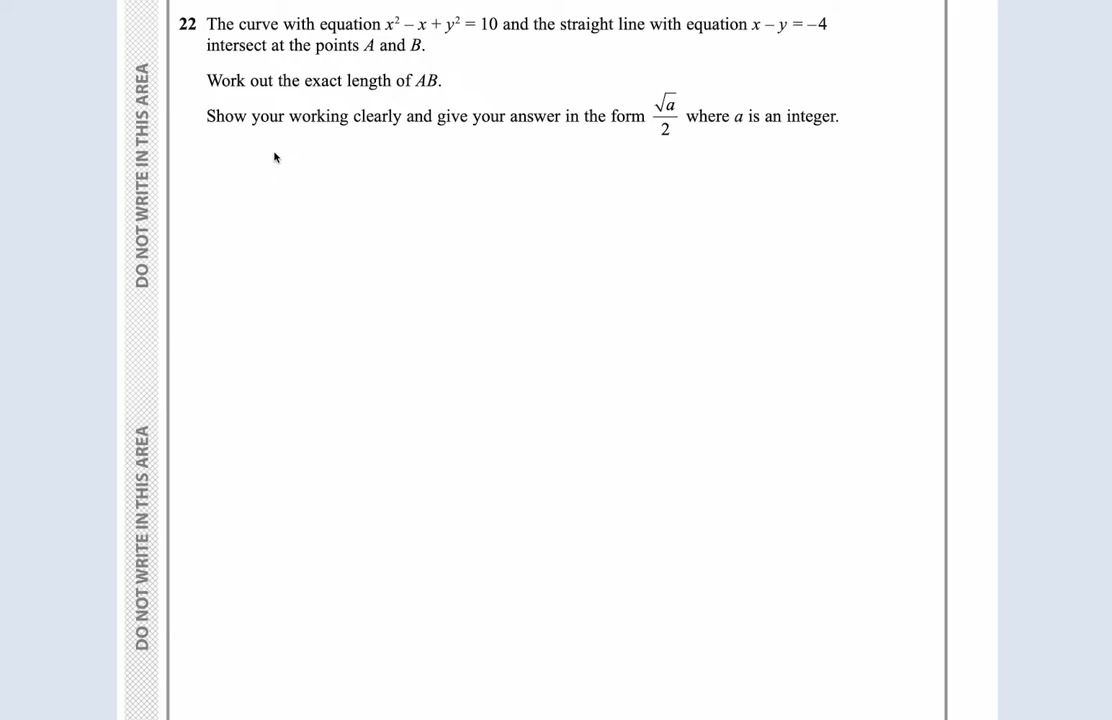 22 The curve with equation x² – x + y² = 10 and the straight line with equation x – y = –4
intersect at the points A and B.
Work out the exact length of AB.
Show your working clearly and give your answer in the form √a/2 where a is an integer.
DO NOT WRITE IN THIS AREA
DO NOT WRITE IN THIS AREA